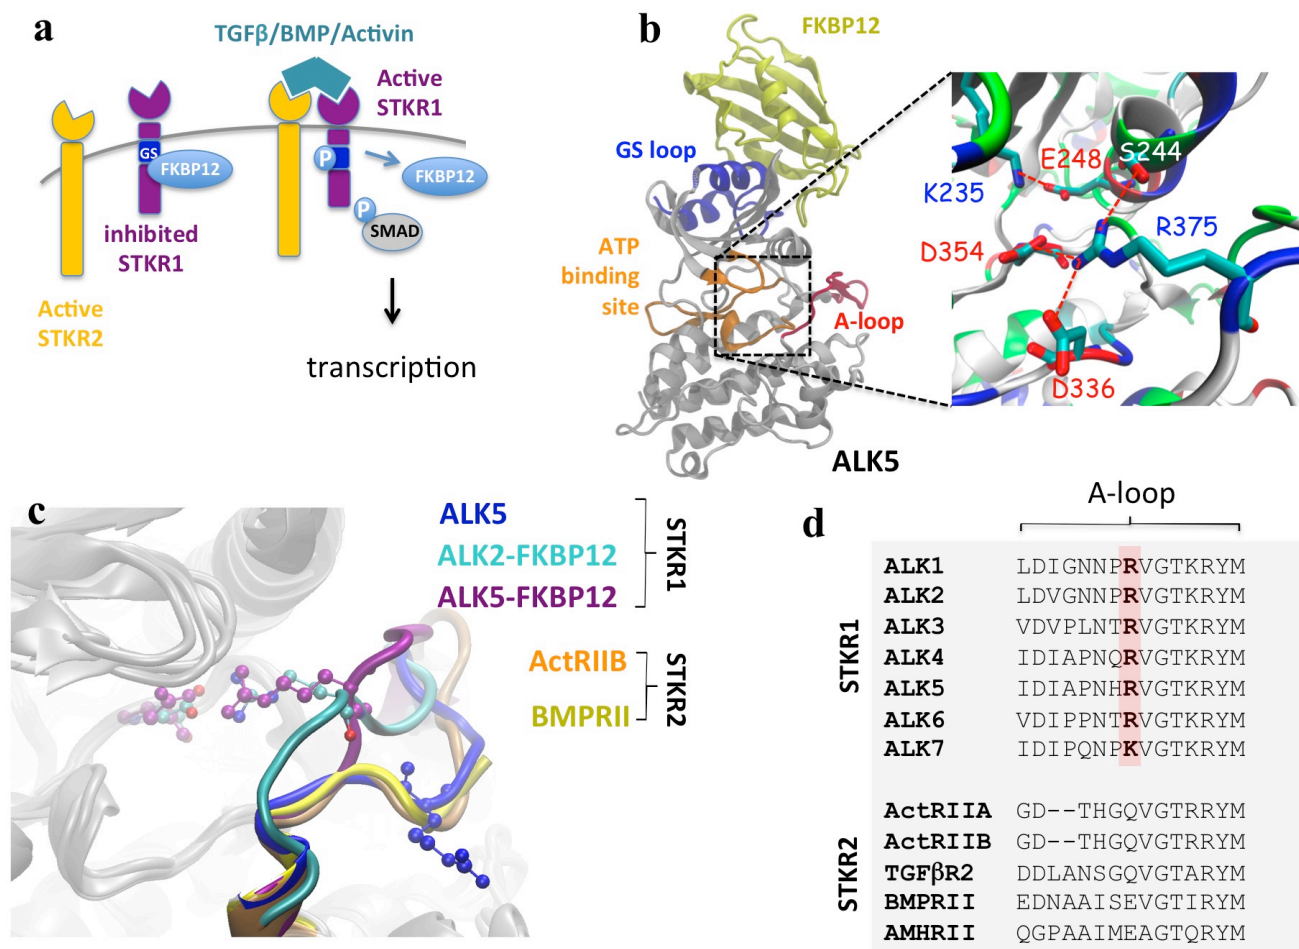 a
TGFβ/BMP/Activin
Active
STKR1
GS
FKBP12
P
FKBP12
P
SMAD
inhibited
STKR1
Active
STKR2
transcription
b
FKBP12
GS loop
ATP
binding
site
A-loop
ALK5
E248
S244
K235
R375
D354
D336
c
ALK5
ALK2-FKBP12
ALK5-FKBP12
STKR1
ActRIIB
BMPRII
STKR2
d
A-loop
STKR1
ALK1 LDIGNNPRVGTKRYM
ALK2 LDVGNNPRVGTKRYM
ALK3 VDVPLNTRVGTKRYM
ALK4 IDIAPNQRVGTKRYM
ALK5 IDIAPNHRVGTKRYM
ALK6 VDIPPNTRVGTKRYM
ALK7 IDIPQNPKVGTKRYM
STKR2
ActRIIA GD--THGQVGTRRYM
ActRIIB GD--THGQVGTRRYM
TGFβR2 DDLANSGQVGTARYM
BMPRII EDNAAISEVGTIRYM
AMHRII QGPAAIMEAGTQRYM